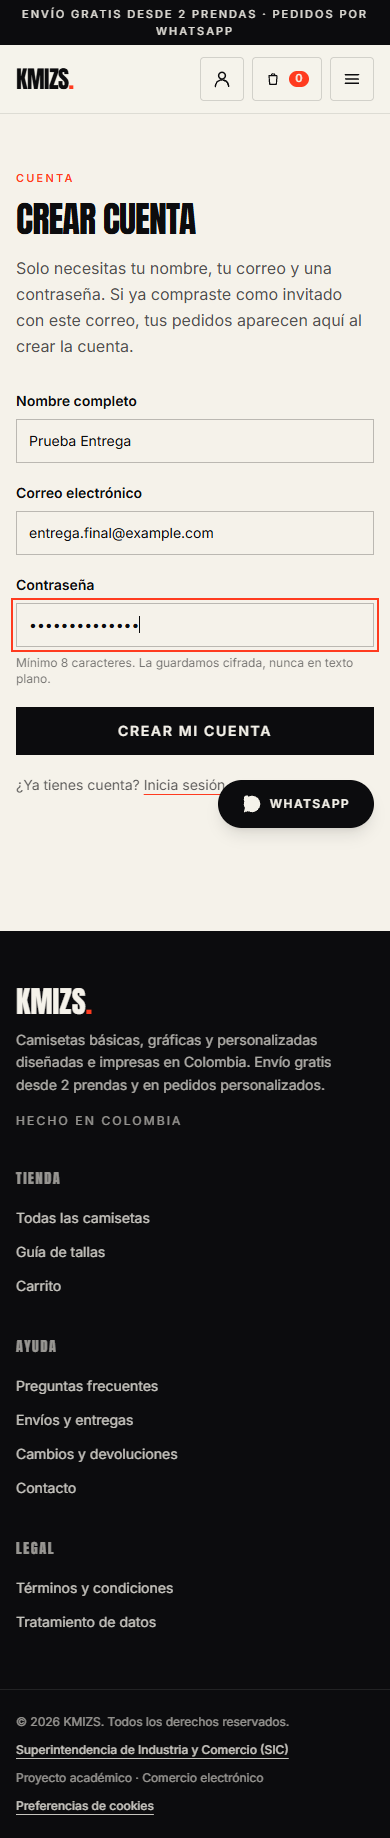 ENVÍO GRATIS DESDE 2 PRENDAS · PEDIDOS POR
WHATSAPP
KMIZS.
0
CUENTA
CREAR CUENTA
Solo necesitas tu nombre, tu correo y una
contraseña. Si ya compraste como invitado
con este correo, tus pedidos aparecen aquí al
crear la cuenta.
Nombre completo
Prueba Entrega
Correo electrónico
entrega.final@example.com
Contraseña
••••••••••••••
Mínimo 8 caracteres. La guardamos cifrada, nunca en texto
plano.
CREAR MI CUENTA
¿Ya tienes cuenta? Inicia sesión
WHATSAPP
KMIZS.
Camisetas básicas, gráficas y personalizadas
diseñadas e impresas en Colombia. Envío gratis
desde 2 prendas y en pedidos personalizados.
HECHO EN COLOMBIA
TIENDA
Todas las camisetas
Guía de tallas
Carrito
AYUDA
Preguntas frecuentes
Envíos y entregas
Cambios y devoluciones
Contacto
LEGAL
Términos y condiciones
Tratamiento de datos
© 2026 KMIZS. Todos los derechos reservados.
Superintendencia de Industria y Comercio (SIC)
Proyecto académico · Comercio electrónico
Preferencias de cookies